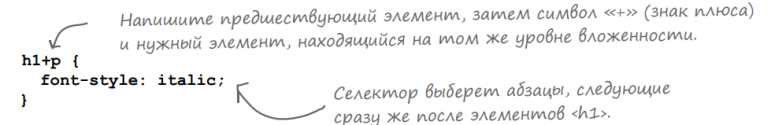 Напишите предшествующий элемент, затем символ «+» (знак плюса)
и нужный элемент, находящийся на том же уровне вложенности.
h1+p {
font-style: italic;
}
Селектор выберет абзацы, следующие
сразу же после элементов <h1>.